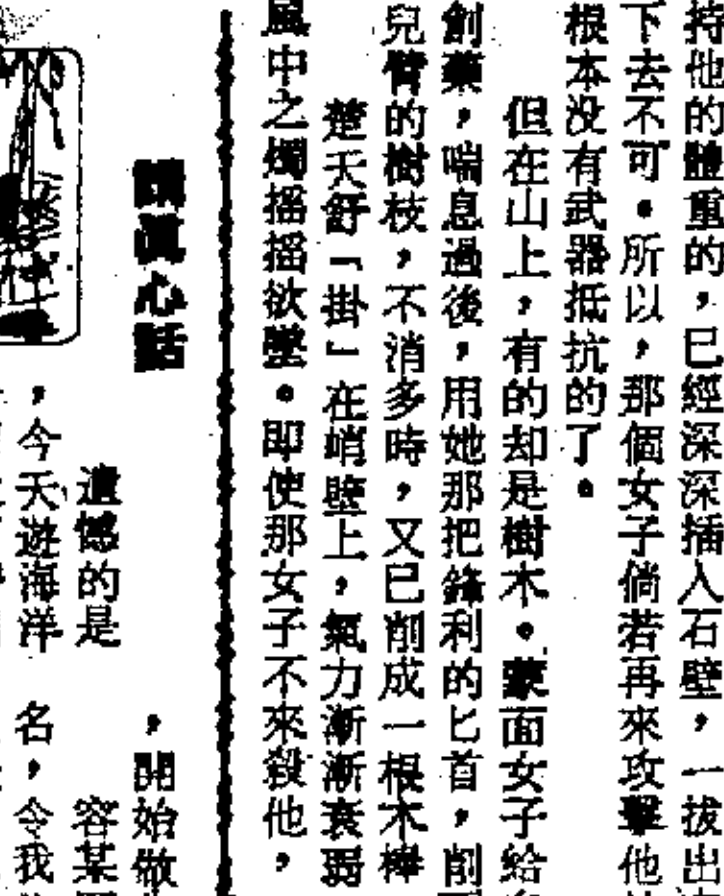 持他的體重的，已經深深插入石壁，一拔出
下去不可。所以，那個女子倘若再來攻擊他
根本没有武器抵抗的了。
但在山上，有的却是樹木。蒙面女子給
創藥，喘息過後，用她那把鋒利的匕首，削
兒臂的樹枝，不消多時，又已削成一根木棒
楚天舒「掛」在峭壁上，氣力漸漸衰弱
風中之燭搖搖欲墜。即使那女子不來殺他，
講眞心話
，開始做
遺憾的是
容某
，今天遊海洋
名，令我